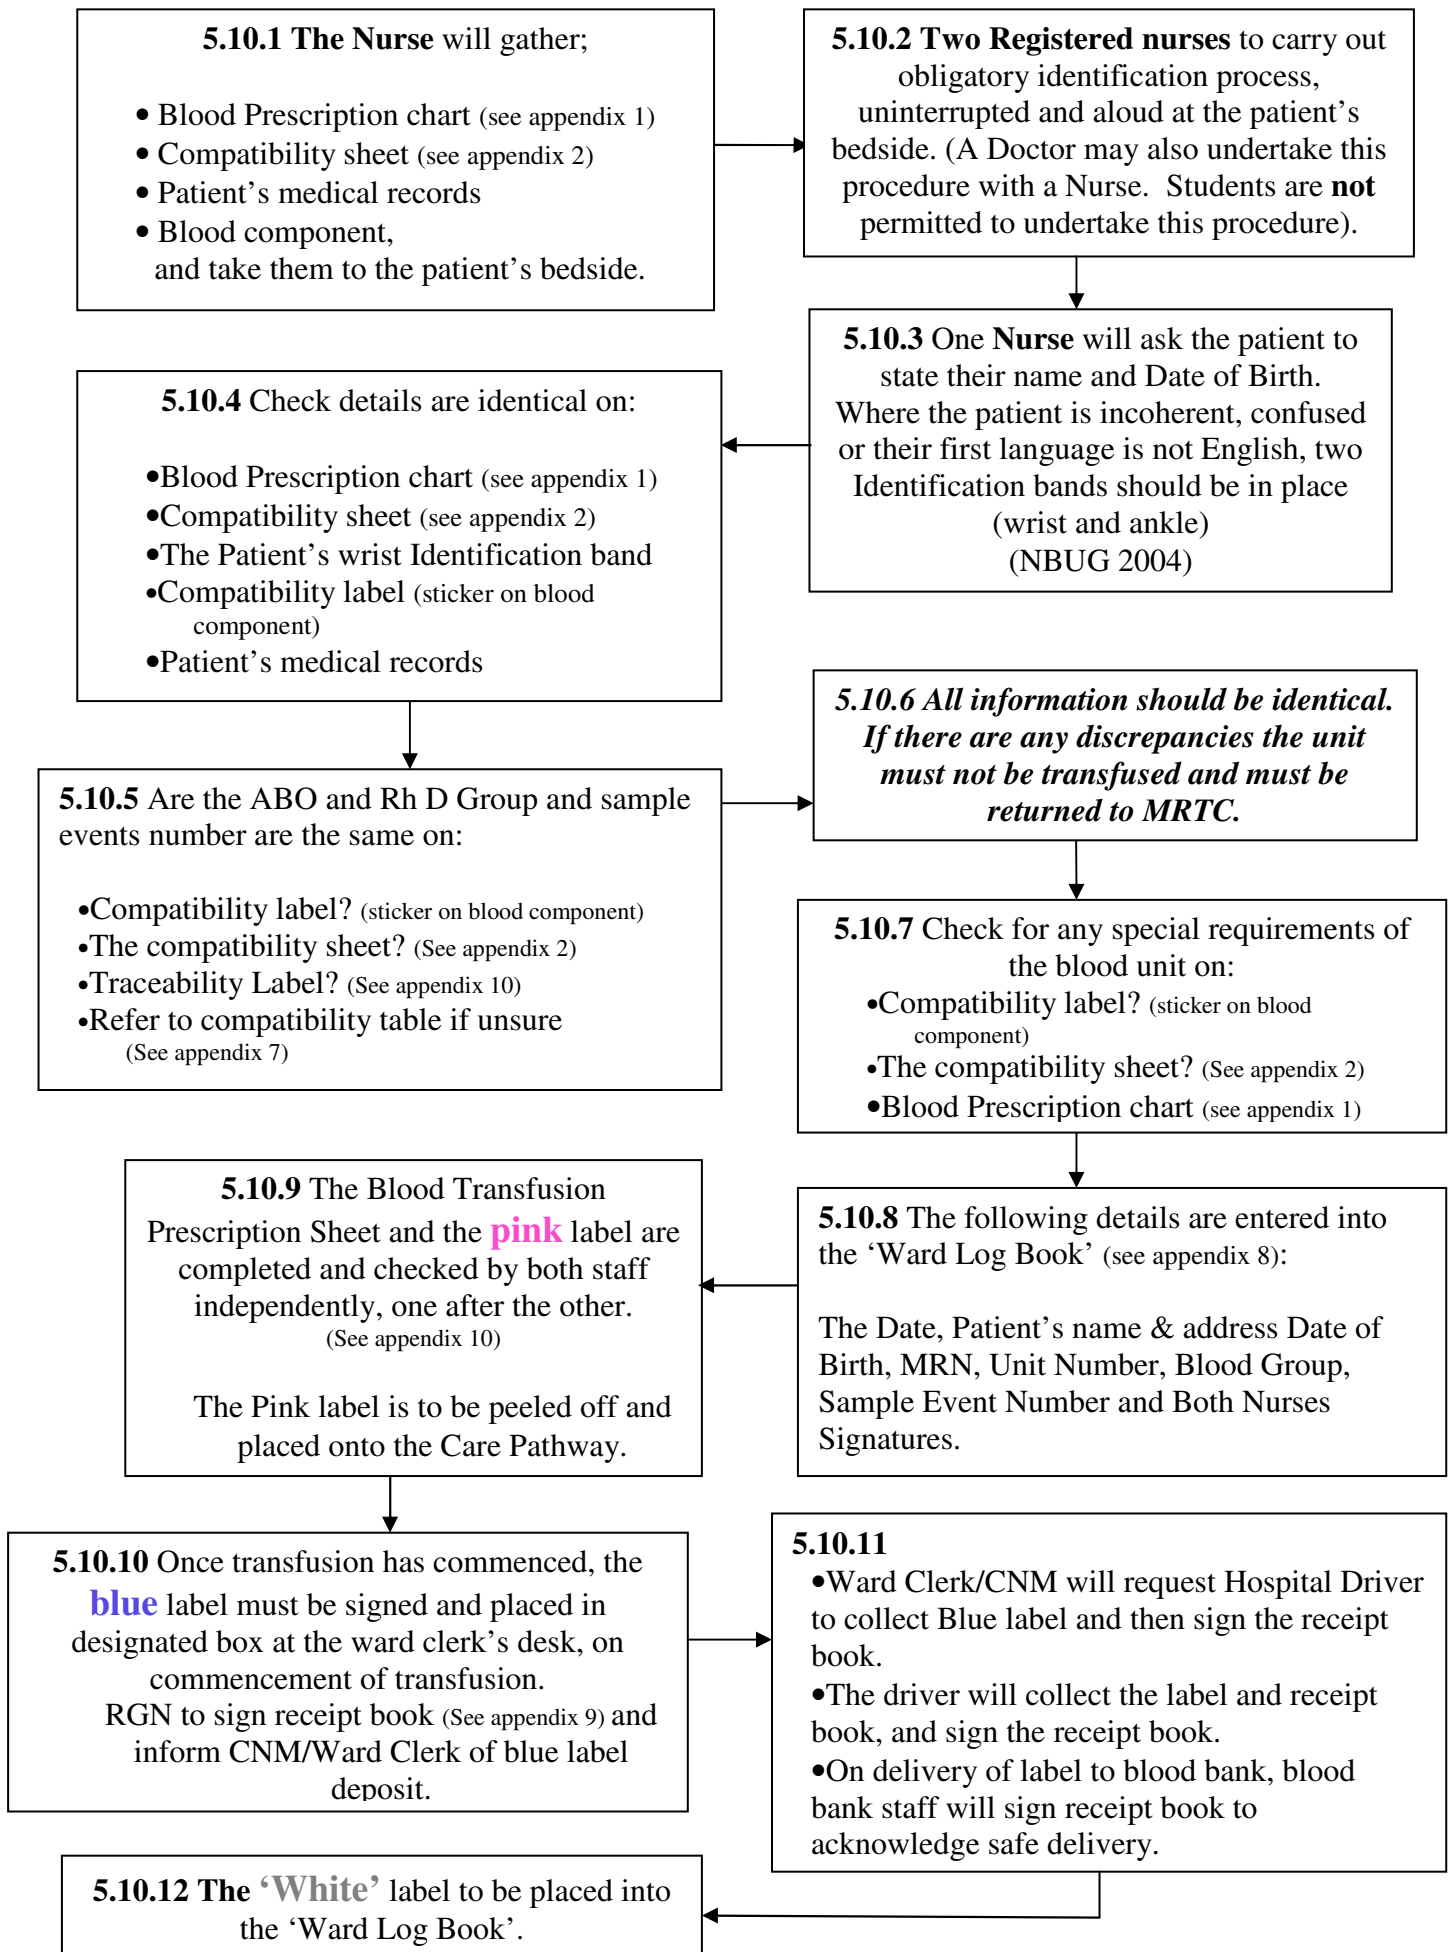 5.10.1 The Nurse will gather;
• Blood Prescription chart (see appendix 1)
• Compatibility sheet (see appendix 2)
• Patient's medical records
• Blood component,
and take them to the patient's bedside.
5.10.2 Two Registered nurses to carry out
obligatory identification process,
uninterrupted and aloud at the patient's
bedside. (A Doctor may also undertake this
procedure with a Nurse.  Students are not
permitted to undertake this procedure).
5.10.3 One Nurse will ask the patient to
state their name and Date of Birth.
Where the patient is incoherent, confused
or their first language is not English, two
Identification bands should be in place
(wrist and ankle)
(NBUG 2004)
5.10.4 Check details are identical on:
•Blood Prescription chart (see appendix 1)
•Compatibility sheet (see appendix 2)
•The Patient's wrist Identification band
•Compatibility label (sticker on blood
component)
•Patient's medical records
5.10.5 Are the ABO and Rh D Group and sample
events number are the same on:
•Compatibility label? (sticker on blood component)
•The compatibility sheet? (See appendix 2)
•Traceability Label? (See appendix 10)
•Refer to compatibility table if unsure
(See appendix 7)
5.10.6 All information should be identical.
If there are any discrepancies the unit
must not be transfused and must be
returned to MRTC.
5.10.7 Check for any special requirements of
the blood unit on:
•Compatibility label? (sticker on blood
component)
•The compatibility sheet? (See appendix 2)
•Blood Prescription chart (see appendix 1)
5.10.8 The following details are entered into
the ‘Ward Log Book’ (see appendix 8):
The Date, Patient's name & address Date of
Birth, MRN, Unit Number, Blood Group,
Sample Event Number and Both Nurses
Signatures.
5.10.9 The Blood Transfusion
Prescription Sheet and the pink label are
completed and checked by both staff
independently, one after the other.
(See appendix 10)
The Pink label is to be peeled off and
placed onto the Care Pathway.
5.10.10 Once transfusion has commenced, the
blue label must be signed and placed in
designated box at the ward clerk's desk, on
commencement of transfusion.
RGN to sign receipt book (See appendix 9) and
inform CNM/Ward Clerk of blue label
deposit.
5.10.11
•Ward Clerk/CNM will request Hospital Driver
to collect Blue label and then sign the receipt
book.
•The driver will collect the label and receipt
book, and sign the receipt book.
•On delivery of label to blood bank, blood
bank staff will sign receipt book to
acknowledge safe delivery.
5.10.12 The ‘White’ label to be placed into
the ‘Ward Log Book’.